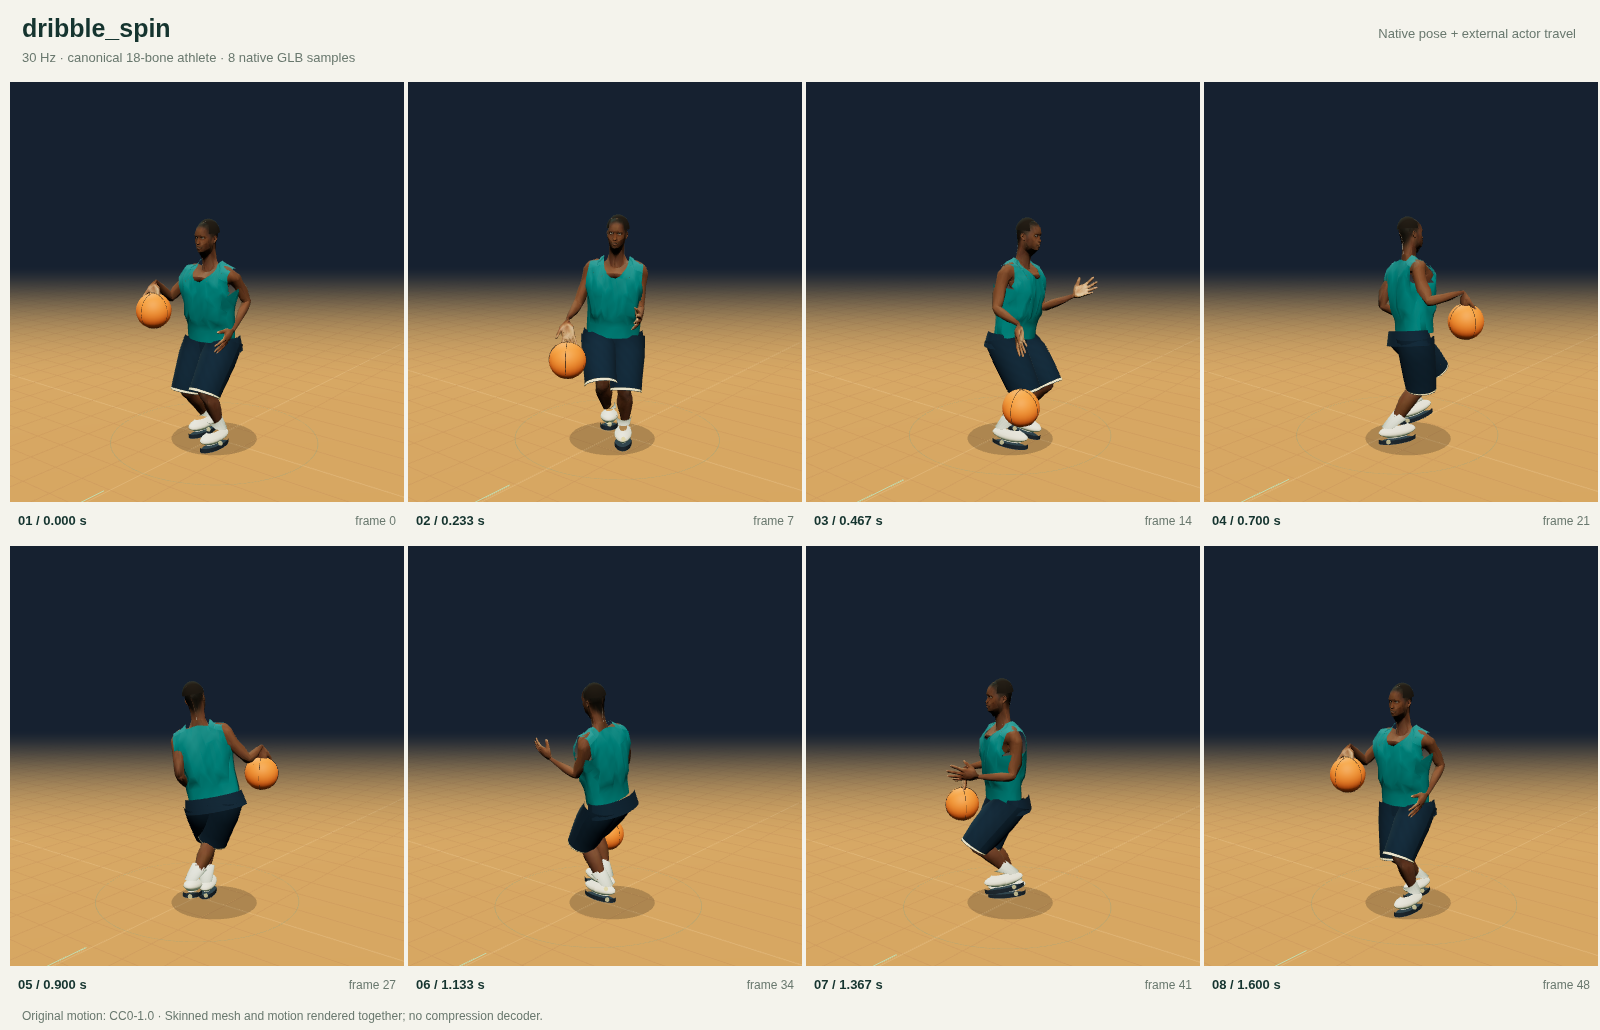 dribble_spin
30 Hz · canonical 18-bone athlete · 8 native GLB samples
Native pose + external actor travel
01 / 0.000 s frame 0
02 / 0.233 s frame 7
03 / 0.467 s frame 14
04 / 0.700 s frame 21
05 / 0.900 s frame 27
06 / 1.133 s frame 34
07 / 1.367 s frame 41
08 / 1.600 s frame 48
Original motion: CC0-1.0 · Skinned mesh and motion rendered together; no compression decoder.